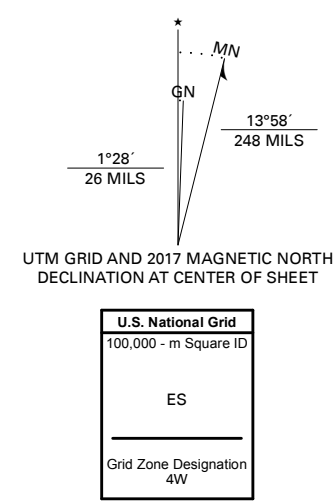 ★
MN
GN
13°58´
248 MILS
1°28´
26 MILS
UTM GRID AND 2017 MAGNETIC NORTH
DECLINATION AT CENTER OF SHEET
U.S. National Grid
100,000 - m Square ID
ES
Grid Zone Designation
4W